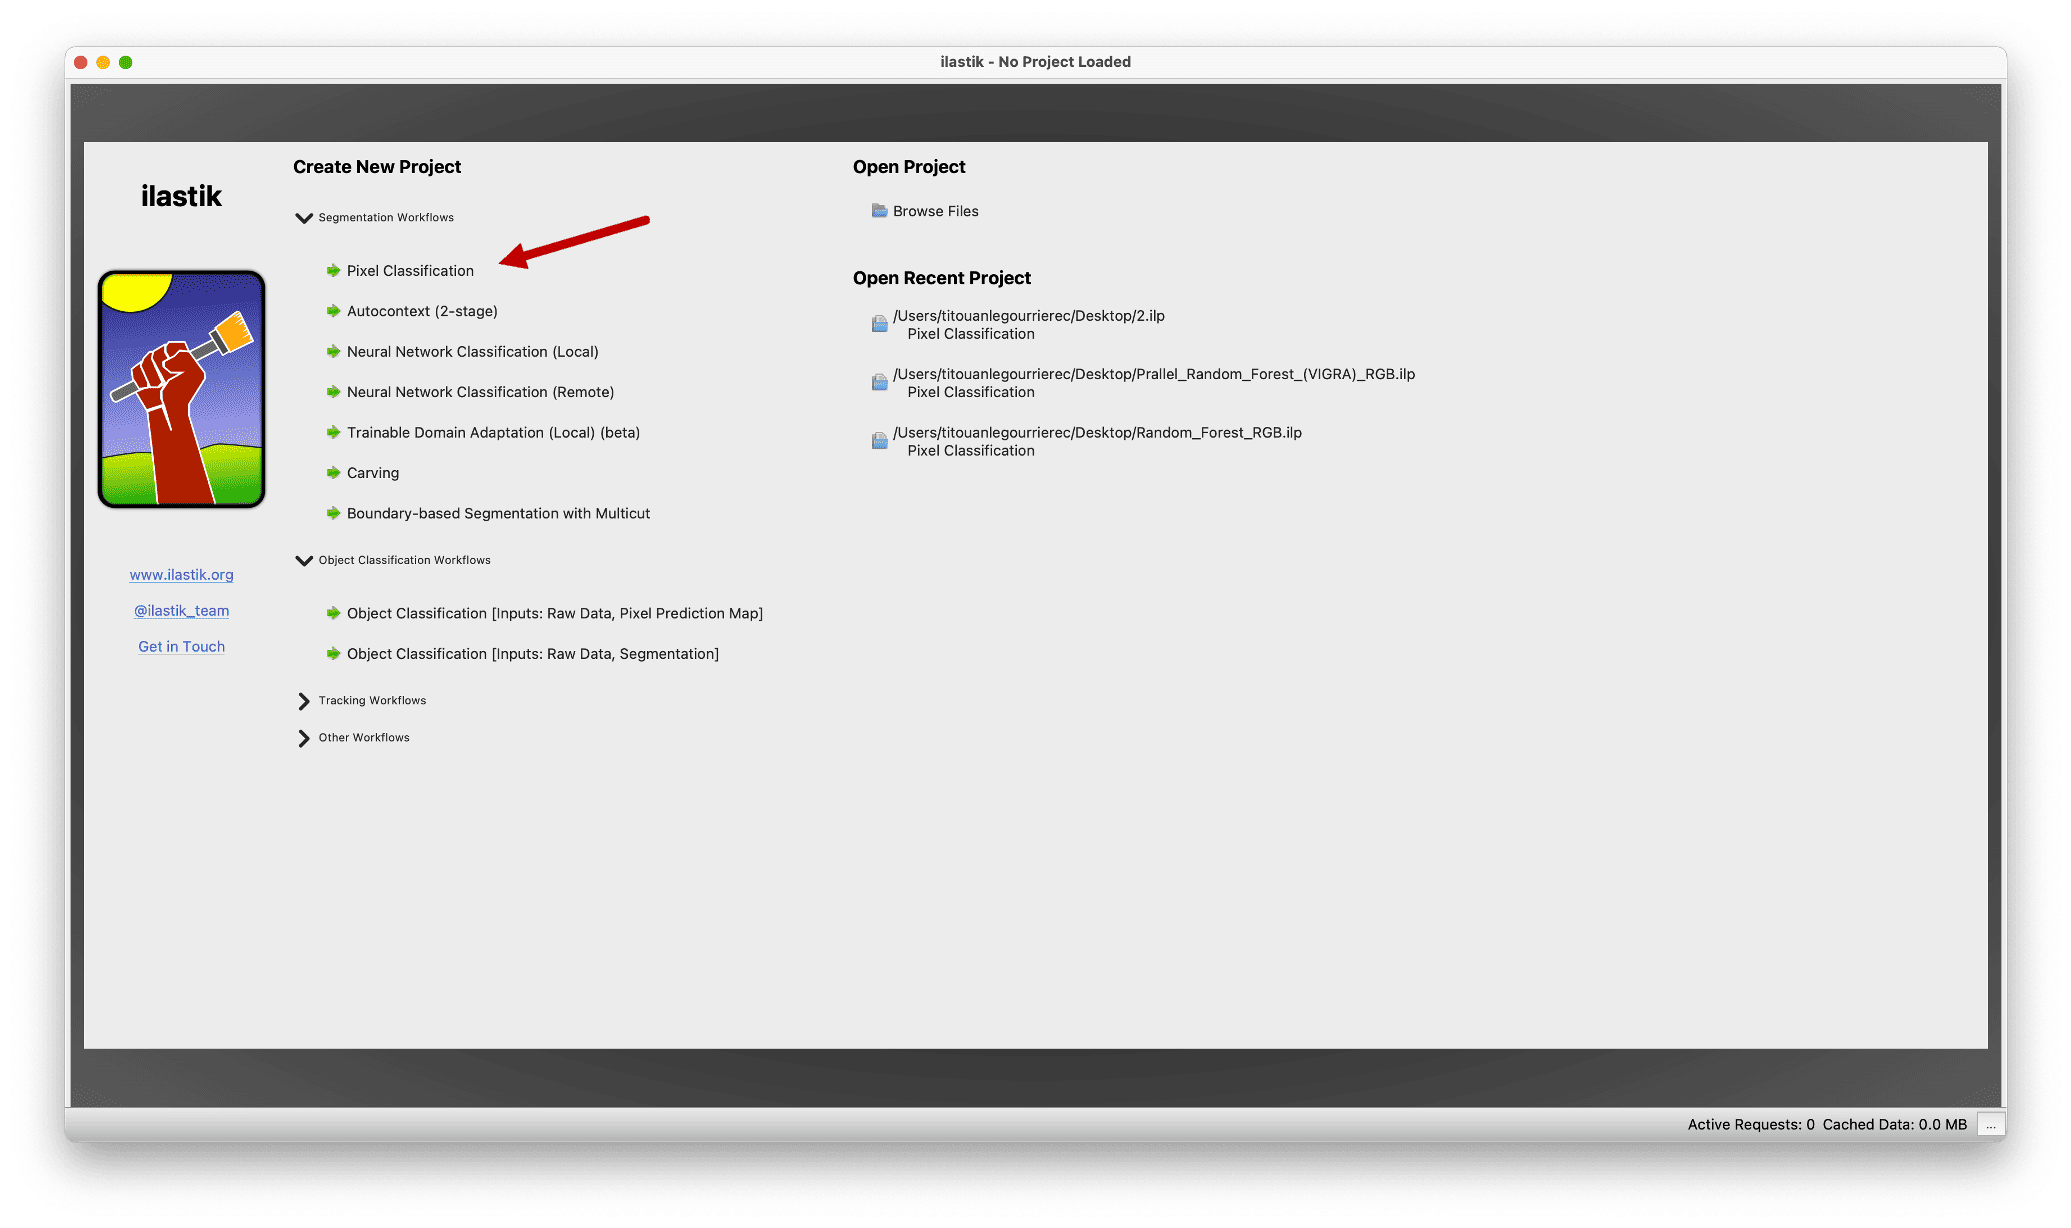 ilastik - No Project Loaded
ilastik
www.ilastik.org
@ilastik_team
Get in Touch
Create New Project
Segmentation Workflows
Pixel Classification
Autocontext (2-stage)
Neural Network Classification (Local)
Neural Network Classification (Remote)
Trainable Domain Adaptation (Local) (beta)
Carving
Boundary-based Segmentation with Multicut
Object Classification Workflows
Object Classification [Inputs: Raw Data, Pixel Prediction Map]
Object Classification [Inputs: Raw Data, Segmentation]
Tracking Workflows
Other Workflows
Open Project
Browse Files
Open Recent Project
/Users/titouanlegourrierec/Desktop/2.ilp
Pixel Classification
/Users/titouanlegourrierec/Desktop/Prallel_Random_Forest_(VIGRA)_RGB.ilp
Pixel Classification
/Users/titouanlegourrierec/Desktop/Random_Forest_RGB.ilp
Pixel Classification
Active Requests: 0 Cached Data: 0.0 MB ...